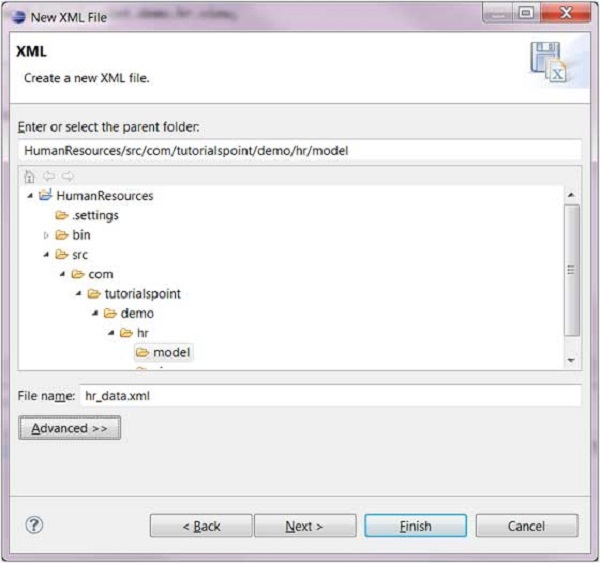 New XML File
XML
Create a new XML file.
Enter or select the parent folder:
HumanResources/src/com/tutorialspoint/demo/hr/model
HumanResources
.settings
bin
src
com
tutorialspoint
demo
hr
model
File name: hr_data.xml
Advanced >>
< Back
Next >
Finish
Cancel